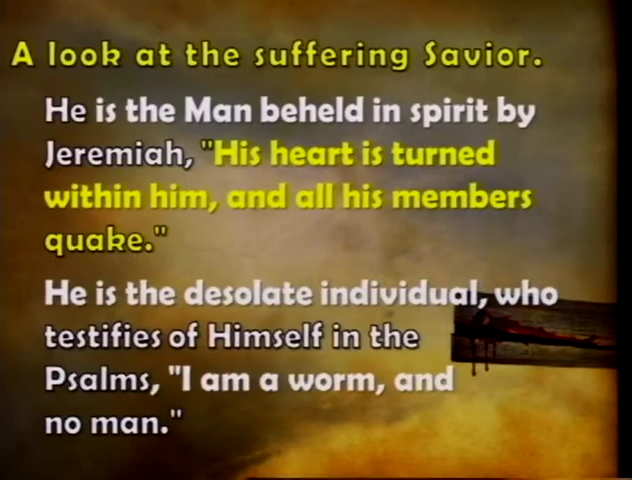 A look at the suffering Savior.
He is the Man beheld in spirit by
Jeremiah, "His heart is turned
within him, and all his members
quake."
He is the desolate individual, who
testifies of Himself in the
Psalms, "I am a worm, and
no man."